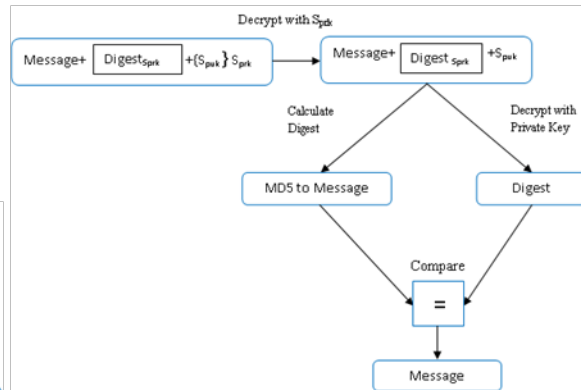 Decrypt with Sprk
Message+ DigestSprk +{Spuk} Sprk
Message+ Digest Sprk +Spuk
Calculate
Digest
Decrypt with
Private Key
MD5 to Message
Digest
Compare
=
Message